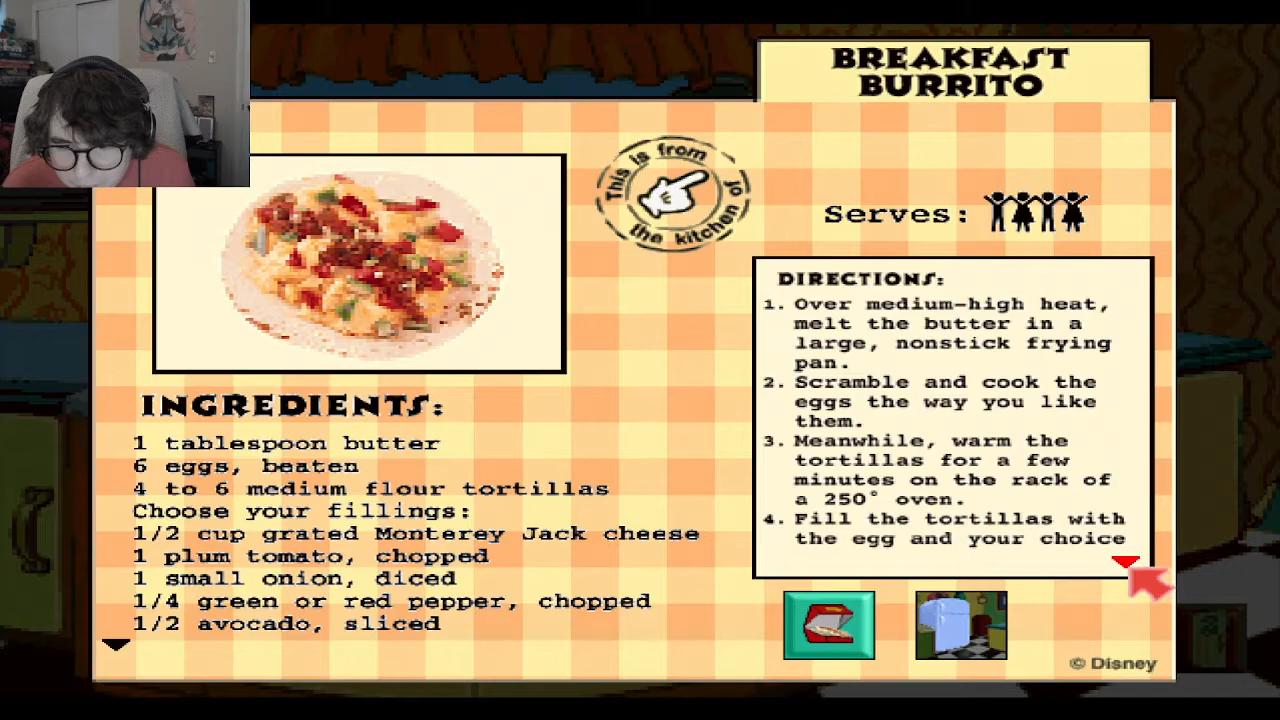 BREAKFAST
BURRITO
This is from
the kitchen of
Serves:
DIRECTIONS:
1. Over medium-high heat,
melt the butter in a
large, nonstick frying
pan.
2. Scramble and cook the
eggs the way you like
them.
3. Meanwhile, warm the
tortillas for a few
minutes on the rack of
a 250° oven.
4. Fill the tortillas with
the egg and your choice
INGREDIENTS:
1 tablespoon butter
6 eggs, beaten
4 to 6 medium flour tortillas
Choose your fillings:
1/2 cup grated Monterey Jack cheese
1 plum tomato, chopped
1 small onion, diced
1/4 green or red pepper, chopped
1/2 avocado, sliced
© Disney